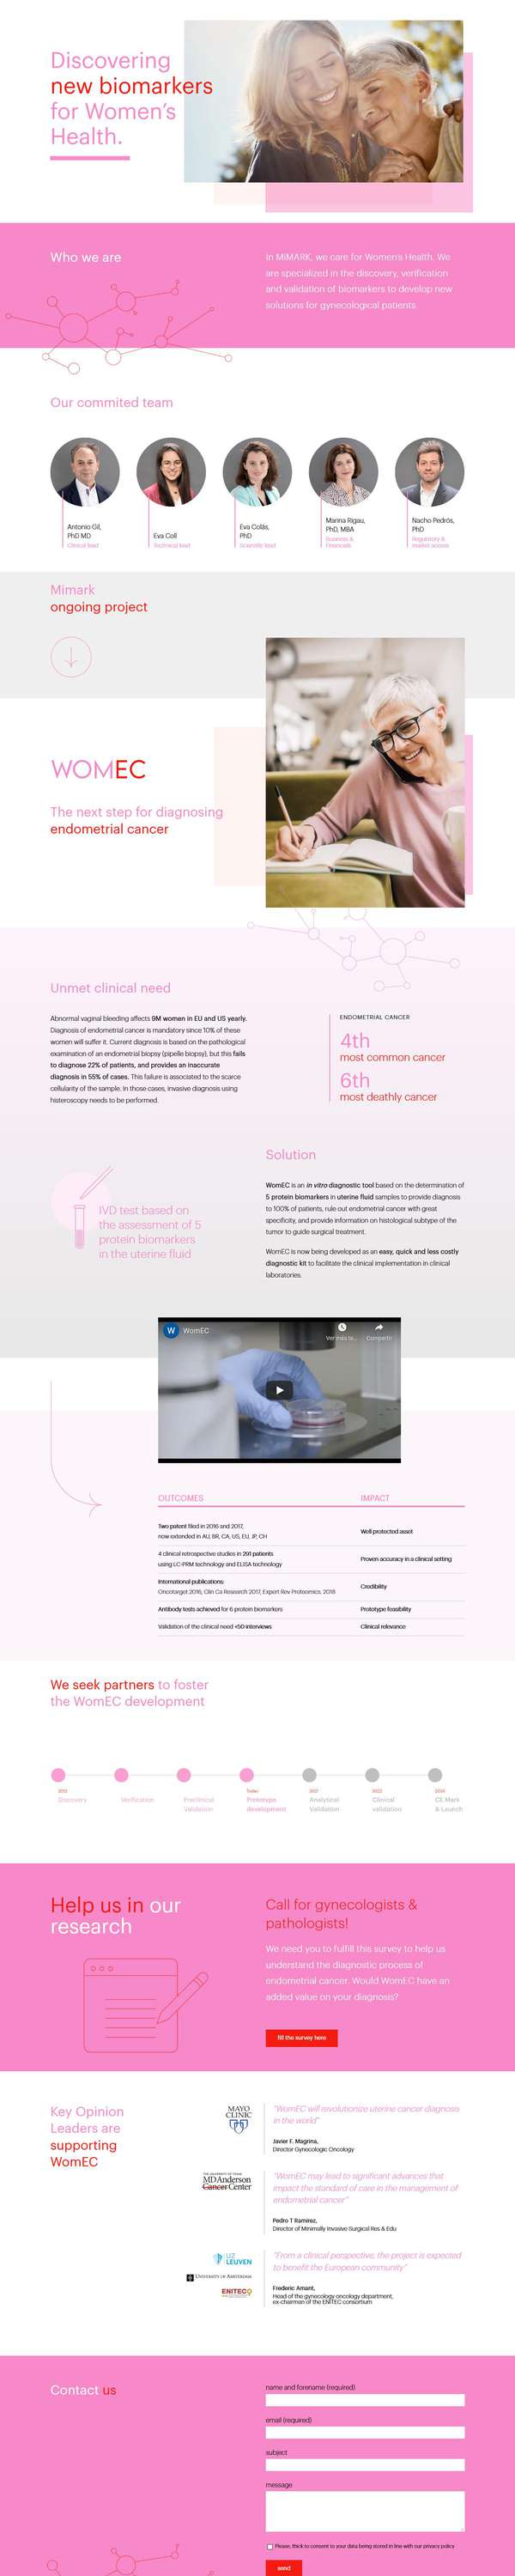 Discovering
new biomarkers
for Women's
Health.
Who we are
In MiMARK, we care for Women's Health. We
are specialized in the discovery, verification
and validation of biomarkers to develop new
solutions for gynecological patients.
Our commited team
Antonio Gil,
PhD MD
Clinical lead
Eva Coll
Technical lead
Eva Colás,
PhD
Scientific lead
Marina Rigau,
PhD, MBA
Business &
Financials
Nacho Pedrós,
PhD
Regulatory &
market access
Mimark
ongoing project
WOMEC
The next step for diagnosing
endometrial cancer
Unmet clinical need
Abnormal vaginal bleeding affects 9M women in EU and US yearly.
Diagnosis of endometrial cancer is mandatory since 10% of these
women will suffer it. Current diagnosis is based on the pathological
examination of an endometrial biopsy (pipelle biopsy), but this fails
to diagnose 22% of patients, and provides an inaccurate
diagnosis in 55% of cases. This failure is associated to the scarce
cellularity of the sample. In those cases, invasive diagnosis using
histeroscopy needs to be performed.
ENDOMETRIAL CANCER
4th
most common cancer
6th
most deathly cancer
Solution
WomEC is an in vitro diagnostic tool based on the determination of
5 protein biomarkers in uterine fluid samples to provide diagnosis
to 100% of patients, rule out endometrial cancer with great
specificity, and provide information on histological subtype of the
tumor to guide surgical treatment.
WomEC is now being developed as an easy, quick and less costly
diagnostic kit to facilitate the clinical implementation in clinical
laboratories.
IVD test based on
the assessment of 5
protein biomarkers
in the uterine fluid
W WomEC
Ver más ta...
Compartir
OUTCOMES IMPACT
Two patent filed in 2016 and 2017,
now extended in AU, BR, CA, US, EU, JP, CH
Well protected asset
4 clinical retrospective studies in 291 patients
using LC-PRM technology and ELISA technology
Proven accuracy in a clinical setting
International publications:
Oncotarget 2016, Clin Ca Research 2017, Expert Rev Proteomics, 2018
Credibility
Antibody tests achieved for 6 protein biomarkers
Prototype feasibility
Validation of the clinical need +50 interviews
Clinical relevance
We seek partners to foster
the WomEC development
2012
Discovery
Verification
Preclinical
Validation
Today
Prototype
development
2021
Analytical
Validation
2022
Clinical
validation
2024
CE Mark
& Launch
Help us in our
research
Call for gynecologists &
pathologists!
We need you to fulfill this survey to help us
understand the diagnostic process of
endometrial cancer. Would WomEC have an
added value on your diagnosis?
fill the survey here
Key Opinion
Leaders are
supporting
WomEC
MAYO
CLINIC
"WomEC will revolutionize uterine cancer diagnosis
in the world"
Javier F. Magrina,
Director Gynecologic Oncology
THE UNIVERSITY OF TEXAS
MDAnderson
Cancer Center
"WomEC may lead to significant advances that
impact the standard of care in the management of
endometrial cancer"
Pedro T Ramirez,
Director of Minimally Invasive Surgical Res & Edu
UZ
LEUVEN
UNIVERSITY OF AMSTERDAM
ENITEC
"From a clinical perspective, the project is expected
to benefit the European community"
Frederic Amant,
Head of the gynecology oncology department,
ex-chairman of the ENITEC consortium
Contact us
name and forename (required)
email (required)
subject
message
Please, thick to consent to your data being stored in line with our privacy policy
send